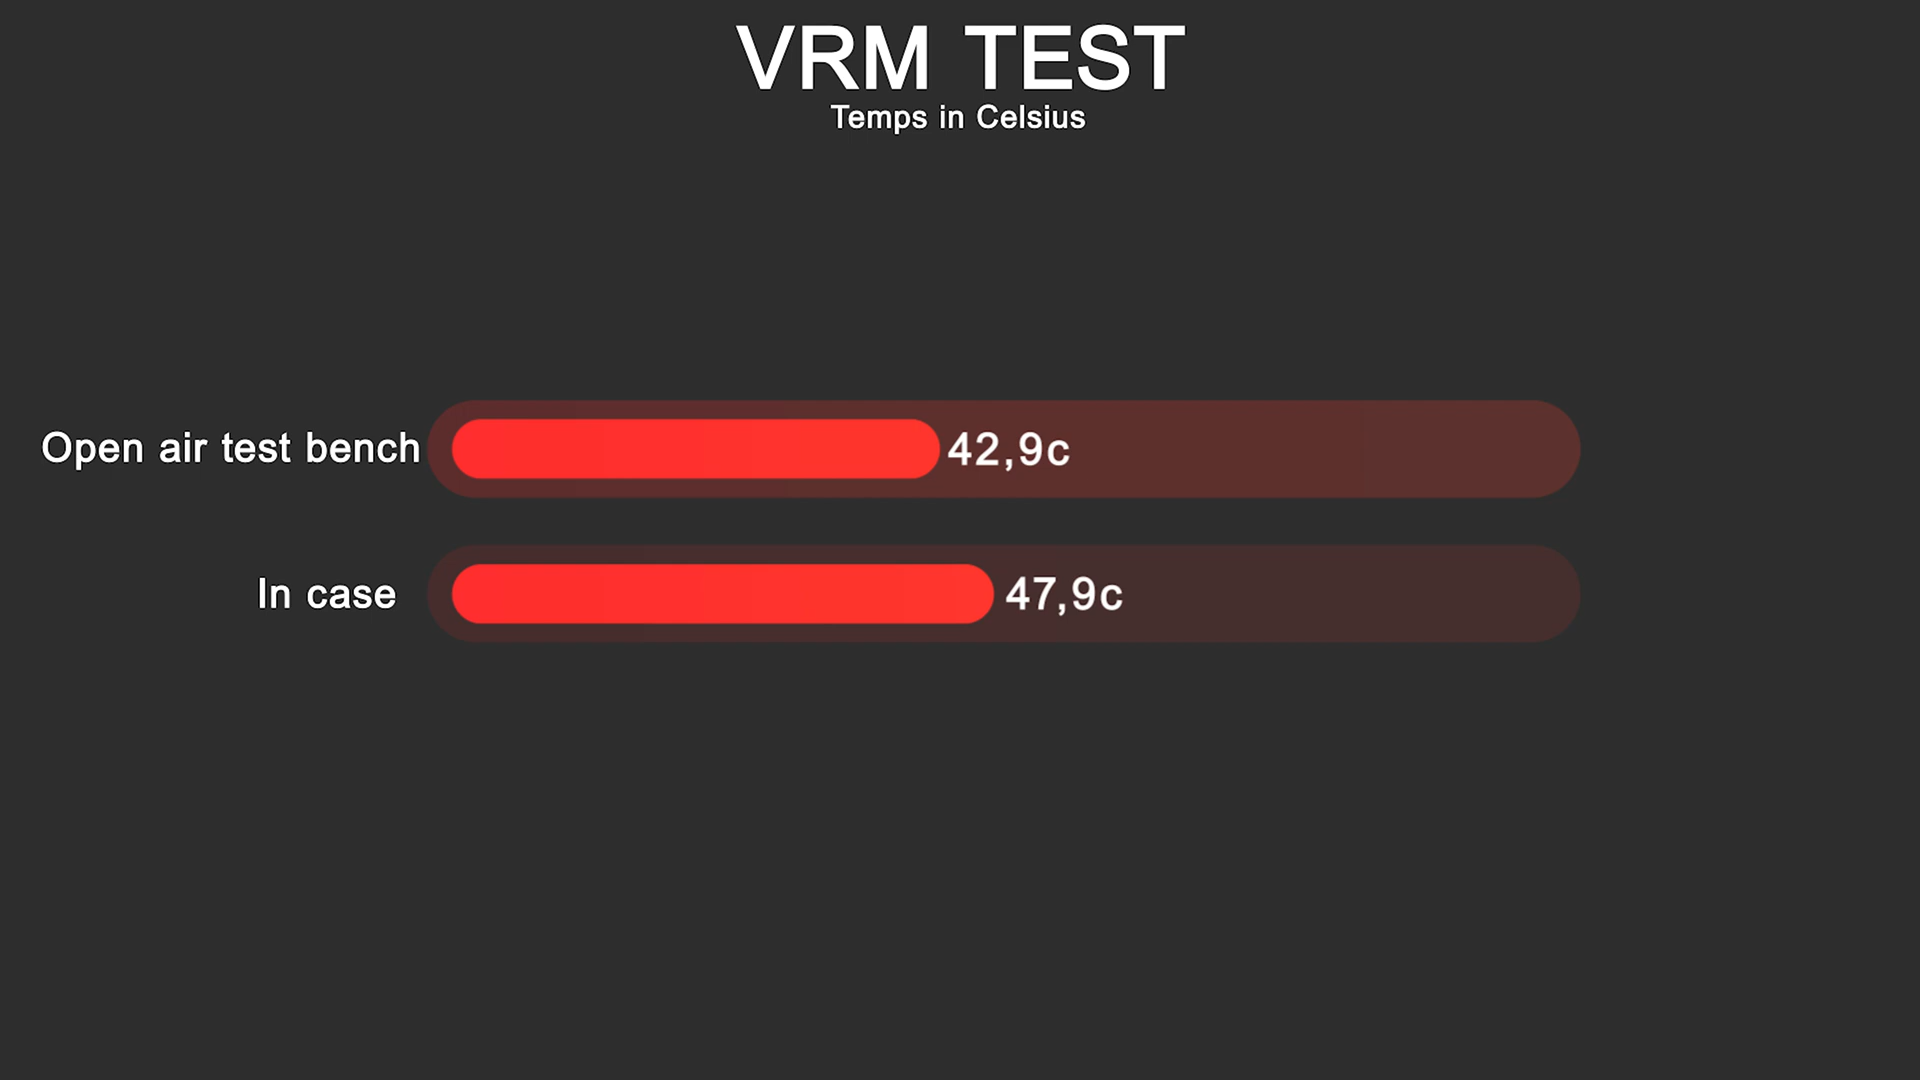 VRM TEST
Temps in Celsius
Open air test bench 42,9c
In case 47,9c